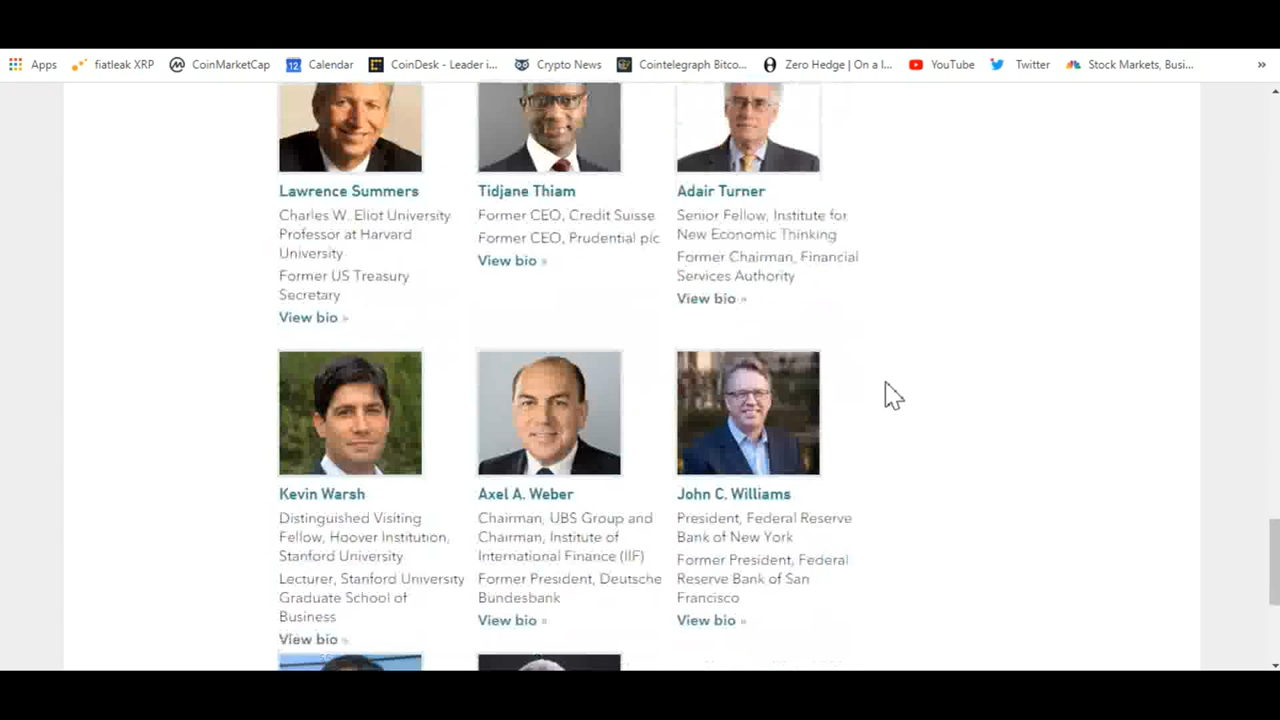 Apps
fiatleak XRP
CoinMarketCap
12
Calendar
CoinDesk - Leader i...
Crypto News
Cointelegraph Bitco...
Zero Hedge | On a l...
YouTube
Twitter
Stock Markets, Busi...
»
Lawrence Summers
Charles W. Eliot University
Professor at Harvard
University
Former US Treasury
Secretary
View bio »
Tidjane Thiam
Former CEO, Credit Suisse
Former CEO, Prudential plc
View bio »
Adair Turner
Senior Fellow, Institute for
New Economic Thinking
Former Chairman, Financial
Services Authority
View bio »
Kevin Warsh
Distinguished Visiting
Fellow, Hoover Institution,
Stanford University
Lecturer, Stanford University
Graduate School of
Business
View bio »
Axel A. Weber
Chairman, UBS Group and
Chairman, Institute of
International Finance (IIF)
Former President, Deutsche
Bundesbank
View bio »
John C. Williams
President, Federal Reserve
Bank of New York
Former President, Federal
Reserve Bank of San
Francisco
View bio »